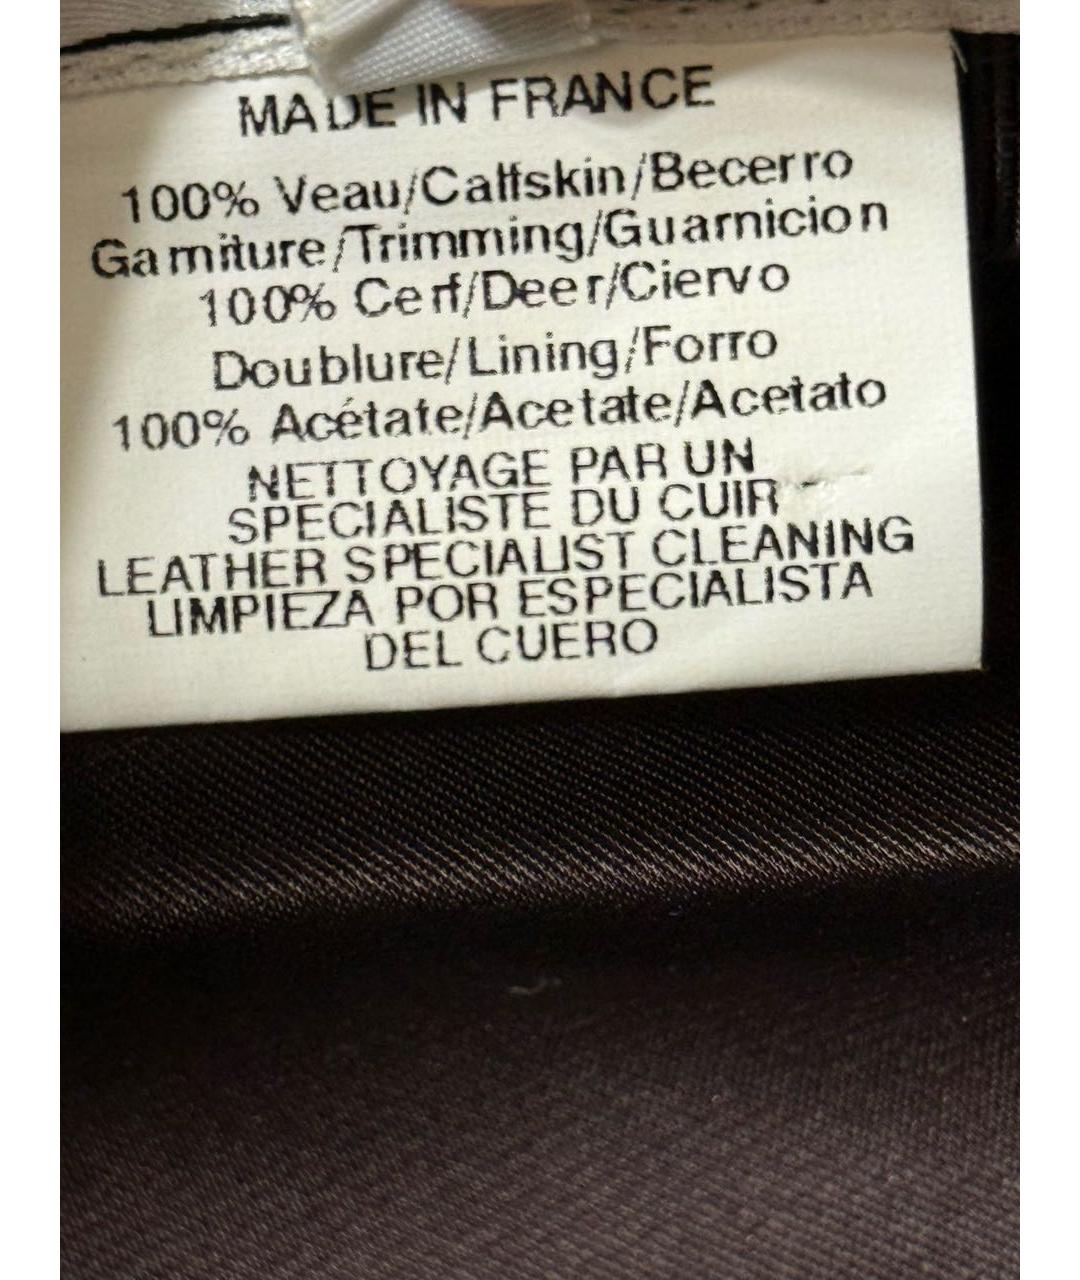 MADE IN FRANCE
100% Veau/Calfskin/Becerro
Garniture/Trimming/Guarnicion
100% Cerf/Deer/Ciervo
Doublure/Lining/Forro
100% Acétate/Acetate/Acetato
NETTOYAGE PAR UN
SPECIALISTE DU CUIR
LEATHER SPECIALIST CLEANING
LIMPIEZA POR ESPECIALISTA
DEL CUERO